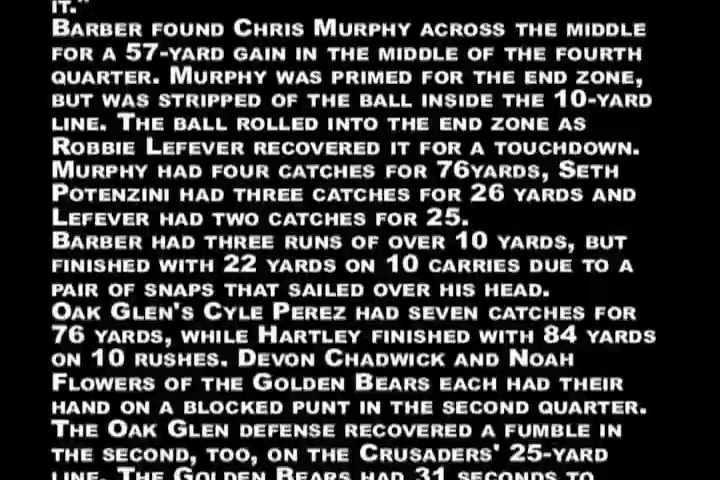 IT."
BARBER FOUND CHRIS MURPHY ACROSS THE MIDDLE
FOR A 57-YARD GAIN IN THE MIDDLE OF THE FOURTH
QUARTER. MURPHY WAS PRIMED FOR THE END ZONE,
BUT WAS STRIPPED OF THE BALL INSIDE THE 10-YARD
LINE. THE BALL ROLLED INTO THE END ZONE AS
ROBBIE LEFEVER RECOVERED IT FOR A TOUCHDOWN.
MURPHY HAD FOUR CATCHES FOR 76YARDS, SETH
POTENZINI HAD THREE CATCHES FOR 26 YARDS AND
LEFEVER HAD TWO CATCHES FOR 25.
BARBER HAD THREE RUNS OF OVER 10 YARDS, BUT
FINISHED WITH 22 YARDS ON 10 CARRIES DUE TO A
PAIR OF SNAPS THAT SAILED OVER HIS HEAD.
OAK GLEN'S CYLE PEREZ HAD SEVEN CATCHES FOR
76 YARDS, WHILE HARTLEY FINISHED WITH 84 YARDS
ON 10 RUSHES. DEVON CHADWICK AND NOAH
FLOWERS OF THE GOLDEN BEARS EACH HAD THEIR
HAND ON A BLOCKED PUNT IN THE SECOND QUARTER.
THE OAK GLEN DEFENSE RECOVERED A FUMBLE IN
THE SECOND, TOO, ON THE CRUSADERS' 25-YARD
LINE. THE GOLDEN BEARS HAD 31 SECONDS TO